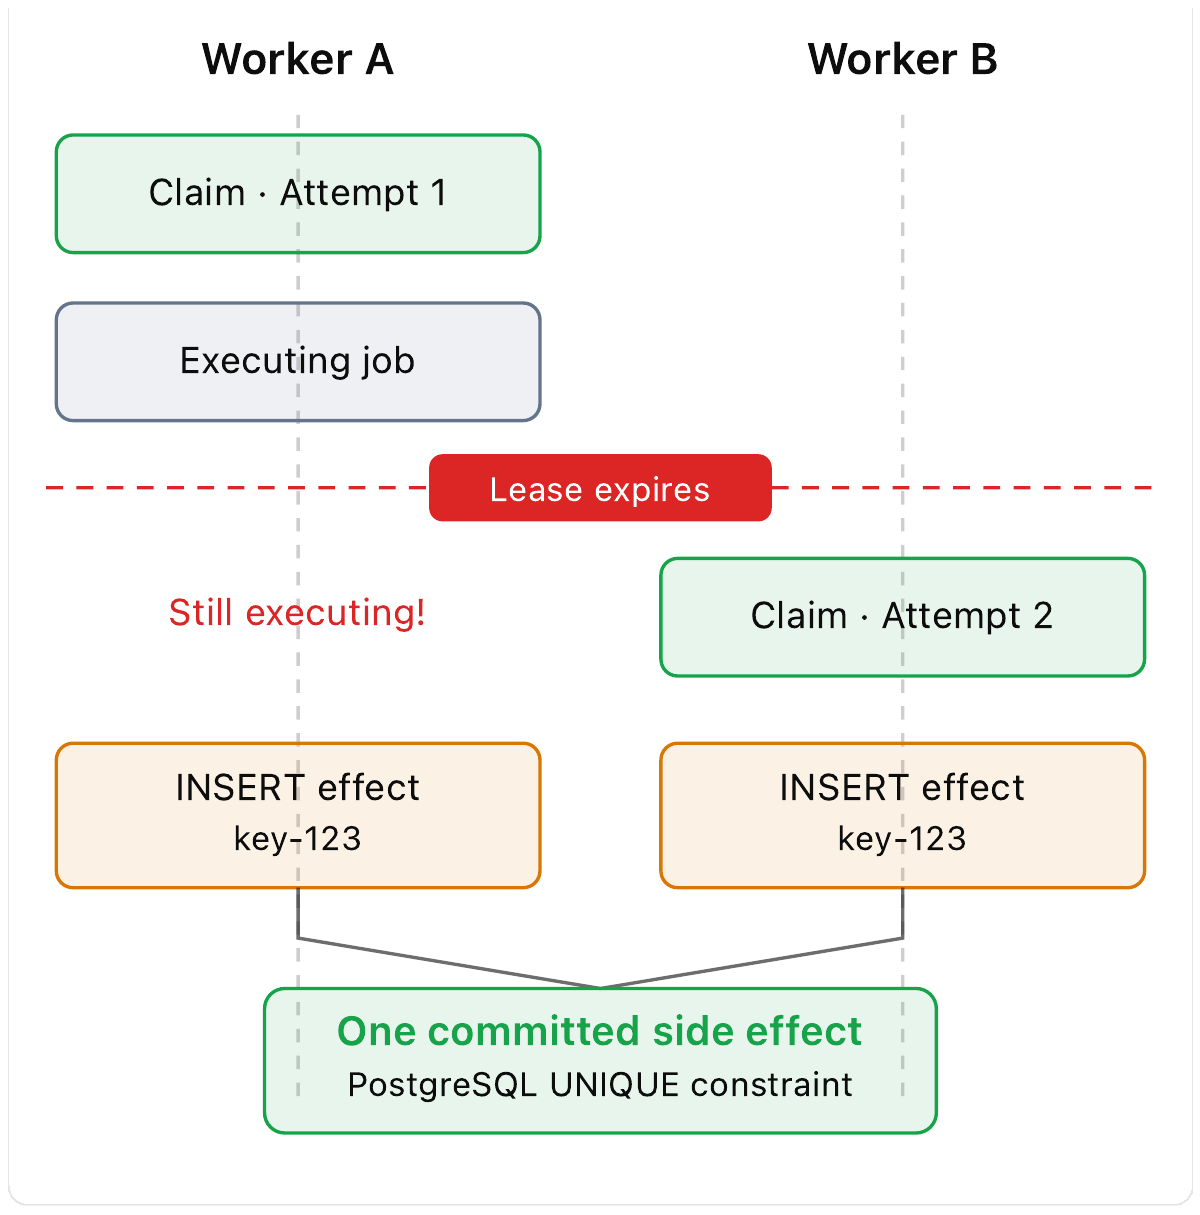 Worker A
Worker B
Claim · Attempt 1
Executing job
Lease expires
Still executing!
Claim · Attempt 2
INSERT effect
key-123
INSERT effect
key-123
One committed side effect
PostgreSQL UNIQUE constraint